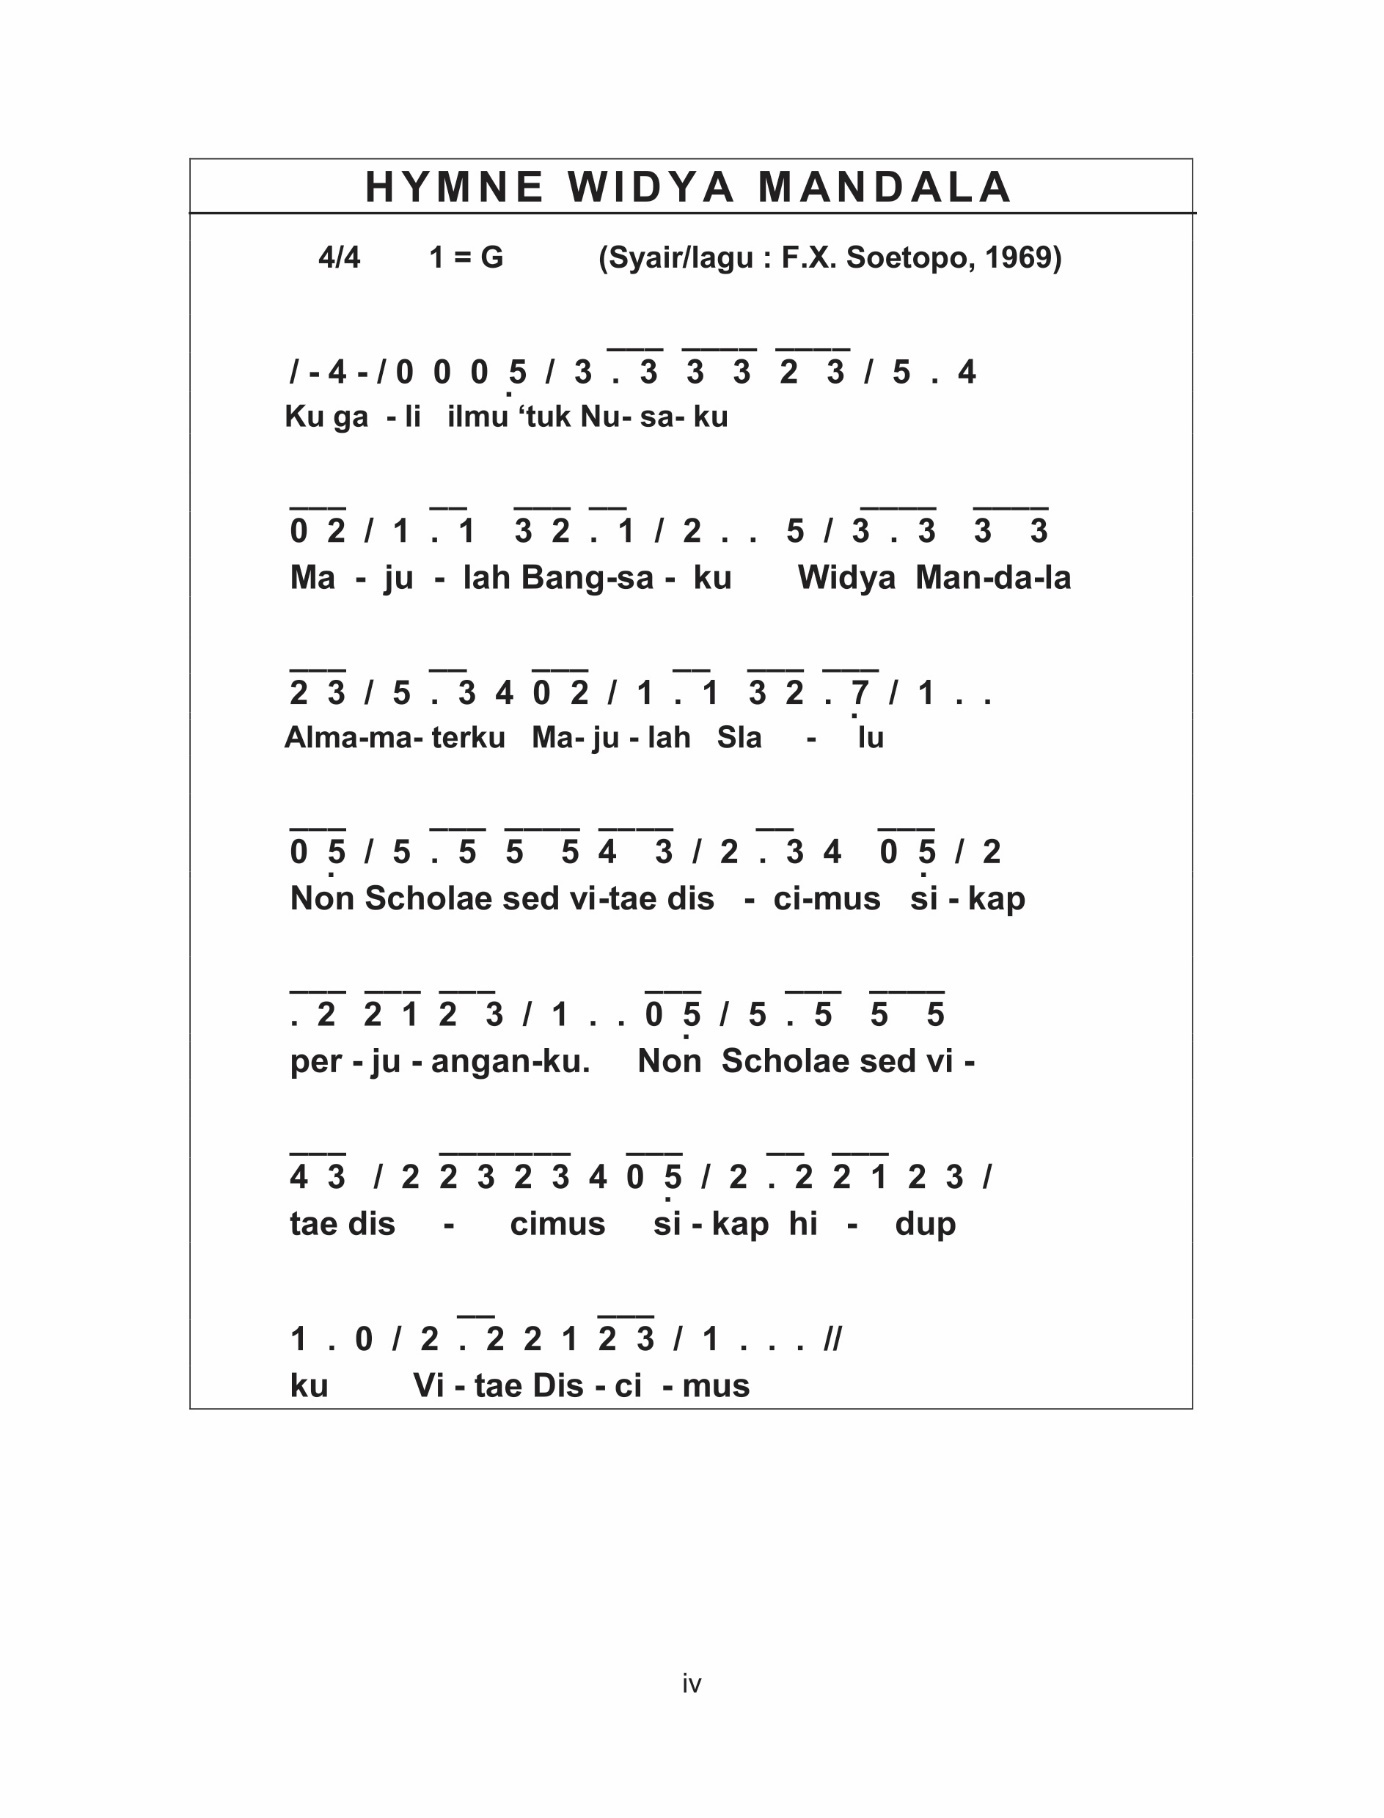 HYMNE WIDYA MANDALA
4/4 1 = G (Syair/lagu : F.X. Soetopo, 1969)
/ - 4 - / 0 0 0 5̣ / 3 . 3 3 3 2 3 / 5 . 4
Ku ga - li ilmu ‘tuk Nu- sa- ku
0 2 / 1 . 1 3 2 . 1 / 2 . . 5 / 3 . 3 3 3
Ma - ju - lah Bang-sa - ku Widya Man-da-la
2 3 / 5 . 3 4 0 2 / 1 . 1 3 2 . 7̣ / 1 . .
Alma-ma- terku Ma- ju - lah Sla - lu
0 5̣ / 5 . 5 5 5 4 3 / 2 . 3 4 0 5̣ / 2
Non Scholae sed vi-tae dis - ci-mus si - kap
. 2 2 1 2 3 / 1 . . 0 5̣ / 5 . 5 5 5
per - ju - angan-ku. Non Scholae sed vi -
4 3 / 2 2 3 2 3 4 0 5̣ / 2 . 2 2 1 2 3 /
tae dis - cimus si - kap hi - dup
1 . 0 / 2 . 2 2 1 2 3 / 1 . . . //
ku Vi - tae Dis - ci - mus
iv